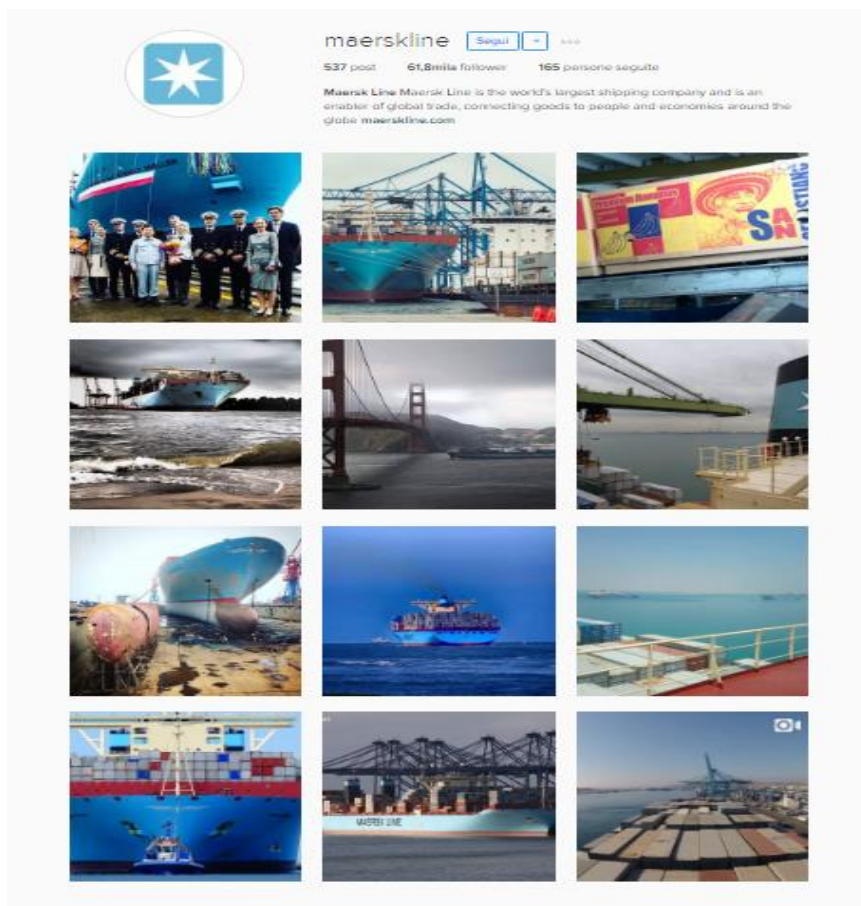 maerskline Segui
537 post 61,8mila follower 165 persone seguite
Maersk Line Maersk Line is the world's largest shipping company and is an
enabler of global trade, connecting goods to people and economies around the
globe maerskline.com
SAN
MAERSK LINE